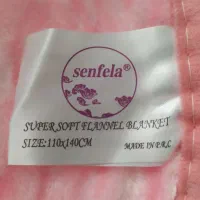 senfela®
SUPER SOFT FLANNEL BLANKET
SIZE:110x140CM
MADE IN P.R.C